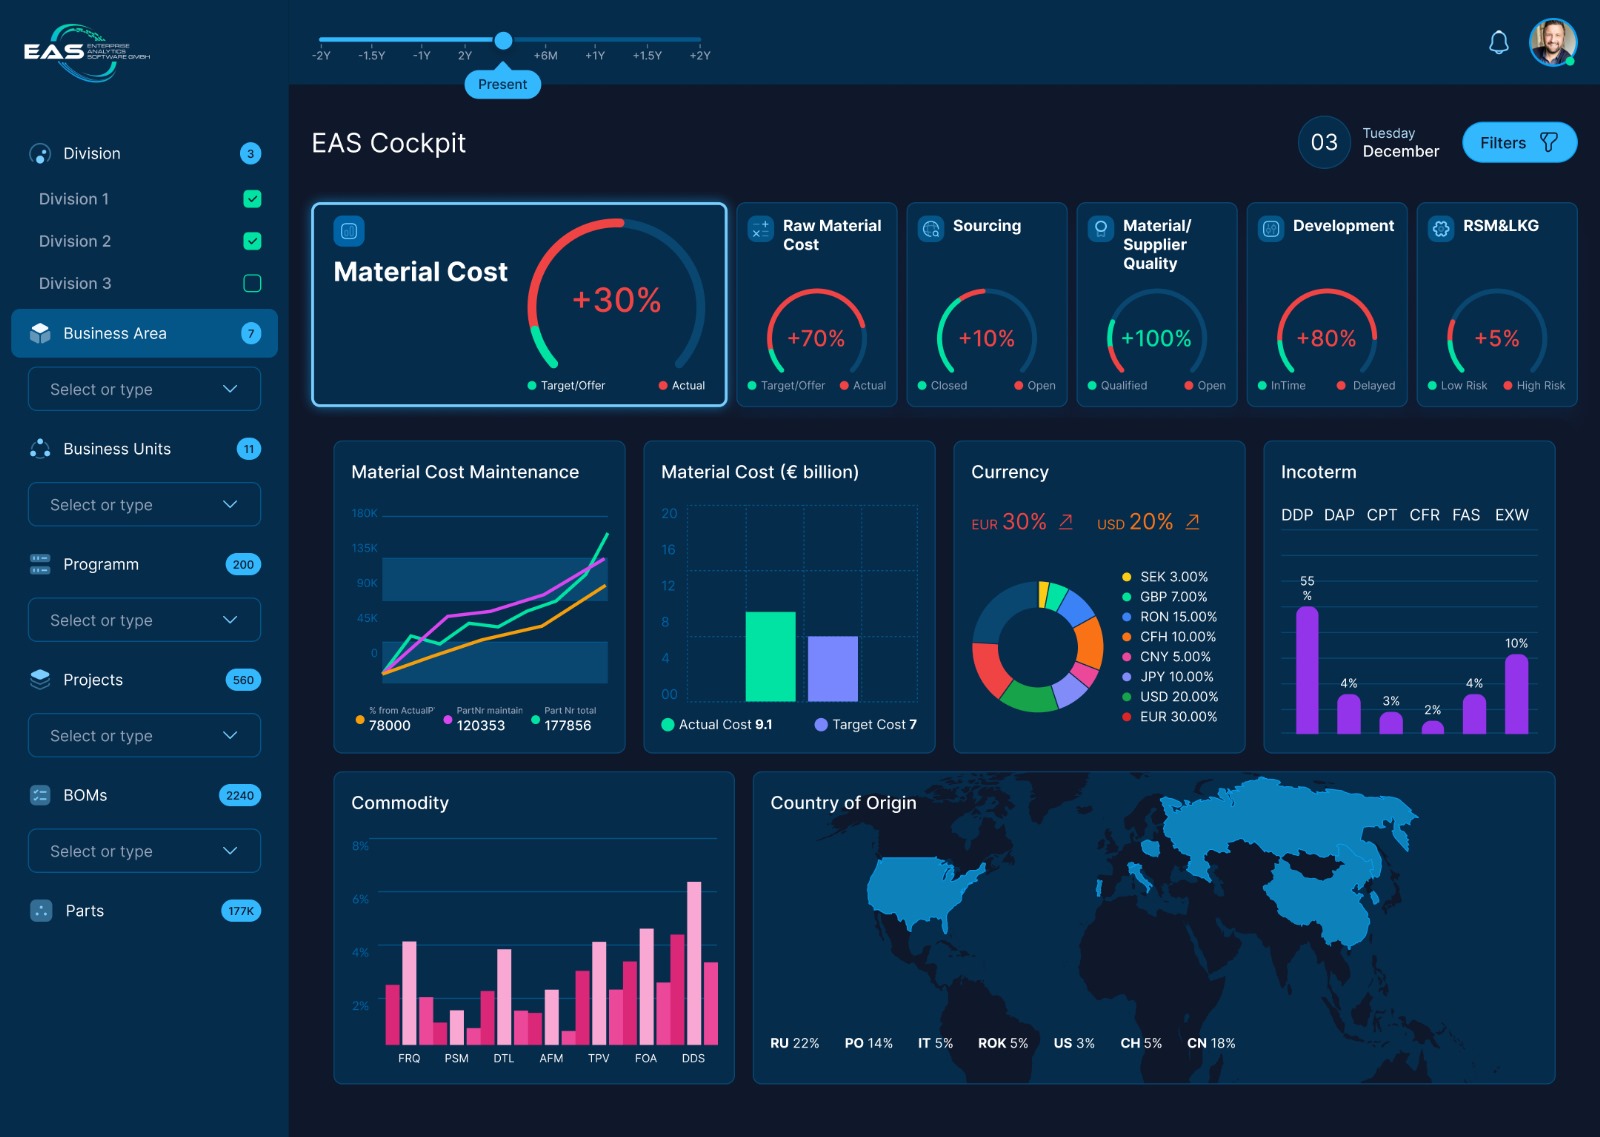 EAS ENTERPRISE
ANALYTICS
SOFTWARE GMBH
-2Y -1.5Y -1Y 2Y +6M +1Y +1.5Y +2Y
Present
EAS Cockpit
03
Tuesday
December
Filters
Division 3
Division 1
Division 2
Division 3
Business Area 7
Select or type
Business Units 11
Select or type
Programm 200
Select or type
Projects 560
Select or type
BOMs 2240
Select or type
Parts 177K
Material Cost
+30%
Target/Offer Actual
Raw Material
Cost
+70%
Target/Offer Actual
Sourcing
+10%
Closed Open
Material/
Supplier
Quality
+100%
Qualified Open
Development
+80%
InTime Delayed
RSM&LKG
+5%
Low Risk High Risk
Material Cost Maintenance
180K
135K
90K
45K
0
% from ActualP
78000
PartNr maintain
120353
Part Nr total
177856
Material Cost (€ billion)
20
16
12
8
4
00
Actual Cost 9.1 Target Cost 7
Currency
EUR 30% USD 20%
SEK 3.00%
GBP 7.00%
RON 15.00%
CFH 10.00%
CNY 5.00%
JPY 10.00%
USD 20.00%
EUR 30.00%
Incoterm
DDP DAP CPT CFR FAS EXW
55
%
4%
3%
2%
4%
10%
Commodity
8%
6%
4%
2%
FRQ PSM DTL AFM TPV FOA DDS
Country of Origin
RU 22% PO 14% IT 5% ROK 5% US 3% CH 5% CN 18%